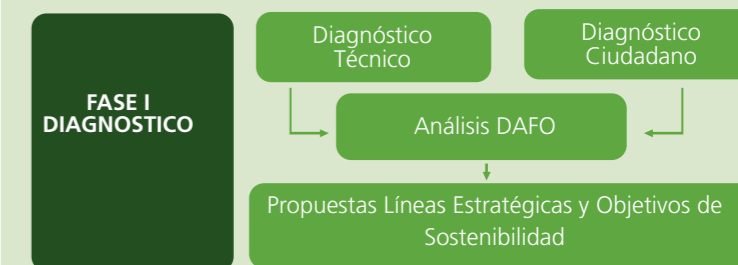 FASE I
DIAGNOSTICO
Diagnóstico
Técnico
Diagnóstico
Ciudadano
Análisis DAFO
Propuestas Líneas Estratégicas y Objetivos de
Sostenibilidad